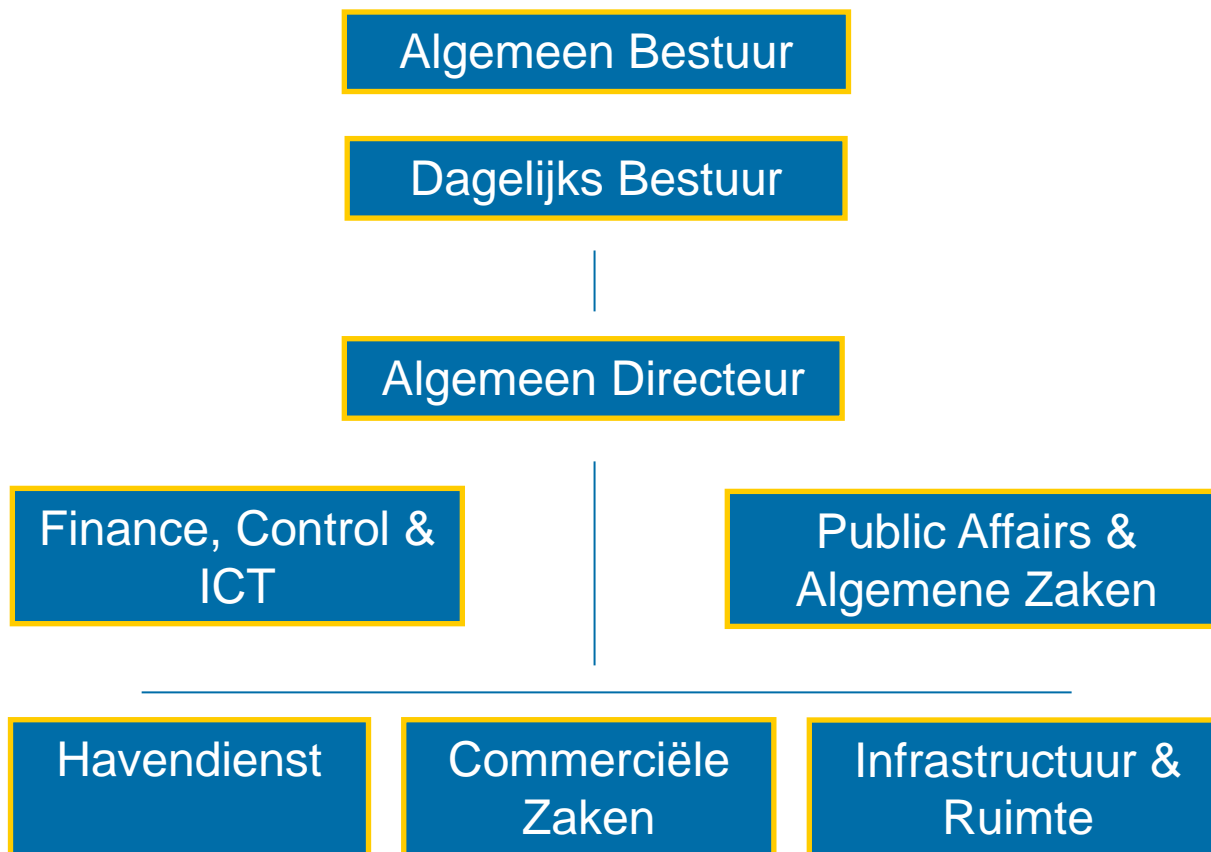 Algemeen Bestuur
Dagelijks Bestuur
Algemeen Directeur
Finance, Control &
ICT
Public Affairs &
Algemene Zaken
Havendienst
Commerciële
Zaken
Infrastructuur &
Ruimte